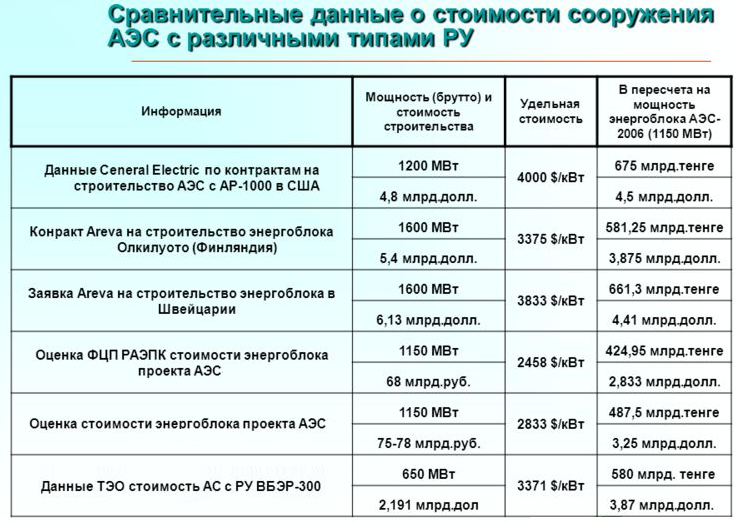 Сравнительные данные о стоимости сооружения
АЭС с различными типами РУ
Информация
Мощность (брутто) и
стоимость
строительства
Удельная
стоимость
В пересчета на
мощность
энергоблока АЭС-
2006 (1150 МВт)
Данные Ceneral Electric по контрактам на
строительство АЭС с АР-1000 в США
1200 МВт
4,8 млрд.долл.
4000 $/кВт
675 млрд.тенге
4,5 млрд.долл.
Конракт Areva на строительство энергоблока
Олкилуото (Финляндия)
1600 МВт
5,4 млрд.долл.
3375 $/кВт
581,25 млрд.тенге
3,875 млрд.долл.
Заявка Areva на строительство энергоблока в
Швейцарии
1600 МВт
6,13 млрд.долл.
3833 $/кВт
661,3 млрд.тенге
4,41 млрд.долл.
Оценка ФЦП РАЭПК стоимости энергоблока
проекта АЭС
1150 МВт
68 млрд.руб.
2458 $/кВт
424,95 млрд.тенге
2,833 млрд.долл.
Оценка стоимости энергоблока проекта АЭС
1150 МВт
75-78 млрд.руб.
2833 $/кВт
487,5 млрд.тенге
3,25 млрд.долл.
Данные ТЭО стоимость АС с РУ ВБЭР-300
650 МВт
2,191 млрд.дол
3371 $/кВт
580 млрд. тенге
3,87 млрд.долл.